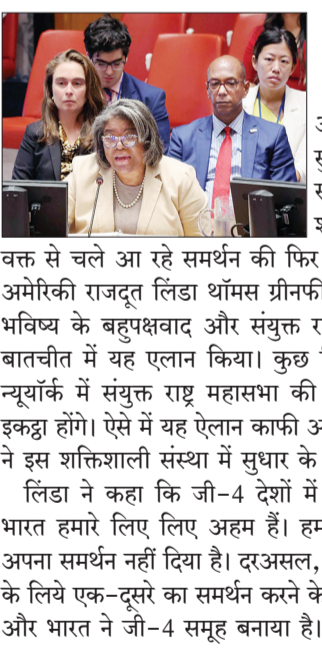 वक्त से चले आ रहे समर्थन की फिर
अमेरिकी राजदूत लिंडा थॉमस ग्रीनफी
भविष्य के बहुपक्षवाद और संयुक्त रा
बातचीत में यह एलान किया। कुछ
न्यूयॉर्क में संयुक्त राष्ट्र महासभा की
इकट्ठा होंगे। ऐसे में यह ऐलान काफी अ
ने इस शक्तिशाली संस्था में सुधार के
लिंडा ने कहा कि जी-4 देशों में
भारत हमारे लिए लिए अहम हैं। हम
अपना समर्थन नहीं दिया है। दरअसल,
के लिये एक-दूसरे का समर्थन करने के
और भारत ने जी-4 समूह बनाया है।